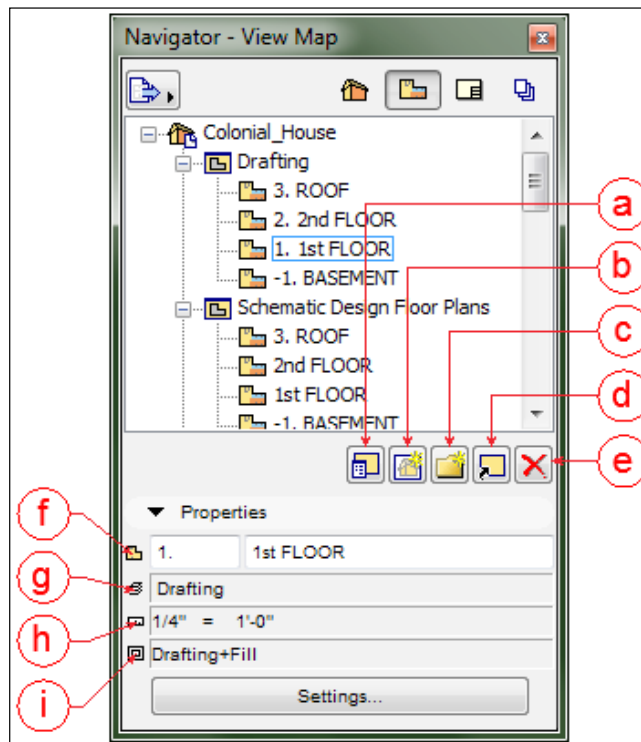 Navigator - View Map
Colonial_House
Drafting
3. ROOF
2. 2nd FLOOR
1. 1st FLOOR
-1. BASEMENT
Schematic Design Floor Plans
3. ROOF
2nd FLOOR
1st FLOOR
-1. BASEMENT
a
b
c
d
e
Properties
f
1. 1st FLOOR
g
Drafting
h
1/4" = 1'-0"
i
Drafting+Fill
Settings...